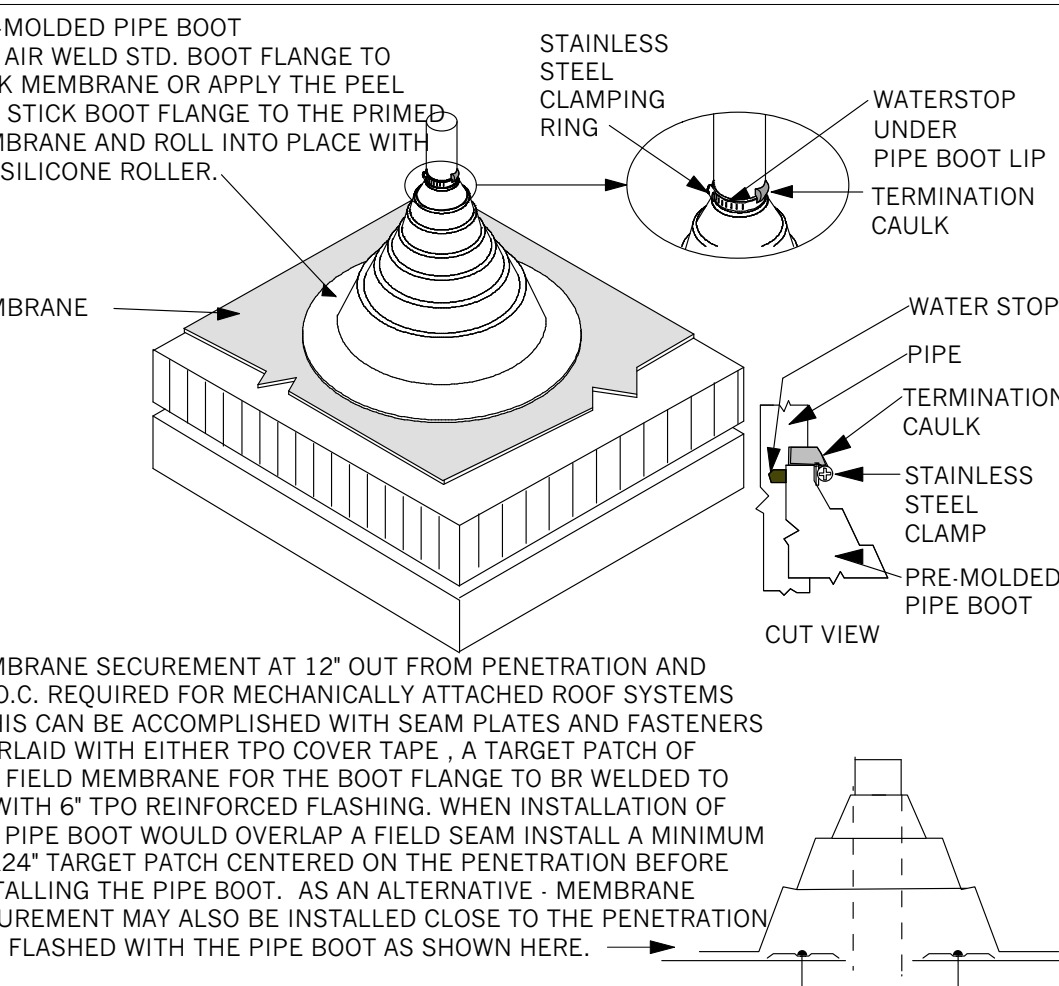 -MOLDED PIPE BOOT
AIR WELD STD. BOOT FLANGE TO
K MEMBRANE OR APPLY THE PEEL
STICK BOOT FLANGE TO THE PRIMED
MBRANE AND ROLL INTO PLACE WITH
SILICONE ROLLER.
STAINLESS
STEEL
CLAMPING
RING
WATERSTOP
UNDER
PIPE BOOT LIP
TERMINATION
CAULK
MBRANE
WATER STOP
PIPE
TERMINATION
CAULK
STAINLESS
STEEL
CLAMP
PRE-MOLDED
PIPE BOOT
CUT VIEW
MBRANE SECUREMENT AT 12" OUT FROM PENETRATION AND
O.C. REQUIRED FOR MECHANICALLY ATTACHED ROOF SYSTEMS
HIS CAN BE ACCOMPLISHED WITH SEAM PLATES AND FASTENERS
ERLAID WITH EITHER TPO COVER TAPE , A TARGET PATCH OF
FIELD MEMBRANE FOR THE BOOT FLANGE TO BR WELDED TO
WITH 6" TPO REINFORCED FLASHING. WHEN INSTALLATION OF
PIPE BOOT WOULD OVERLAP A FIELD SEAM INSTALL A MINIMUM
X24" TARGET PATCH CENTERED ON THE PENETRATION BEFORE
TALLING THE PIPE BOOT. AS AN ALTERNATIVE - MEMBRANE
UREMENT MAY ALSO BE INSTALLED CLOSE TO THE PENETRATION
FLASHED WITH THE PIPE BOOT AS SHOWN HERE.